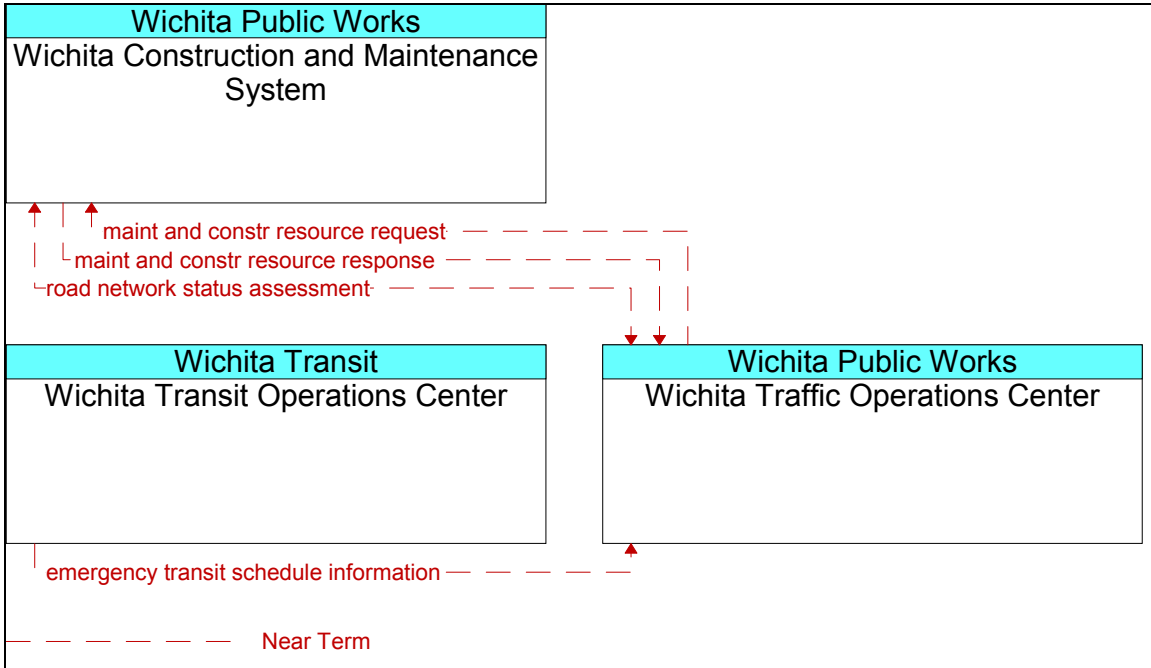 Wichita Public Works
Wichita Construction and Maintenance
System
maint and constr resource request
maint and constr resource response
road network status assessment
Wichita Transit
Wichita Transit Operations Center
Wichita Public Works
Wichita Traffic Operations Center
emergency transit schedule information
Near Term